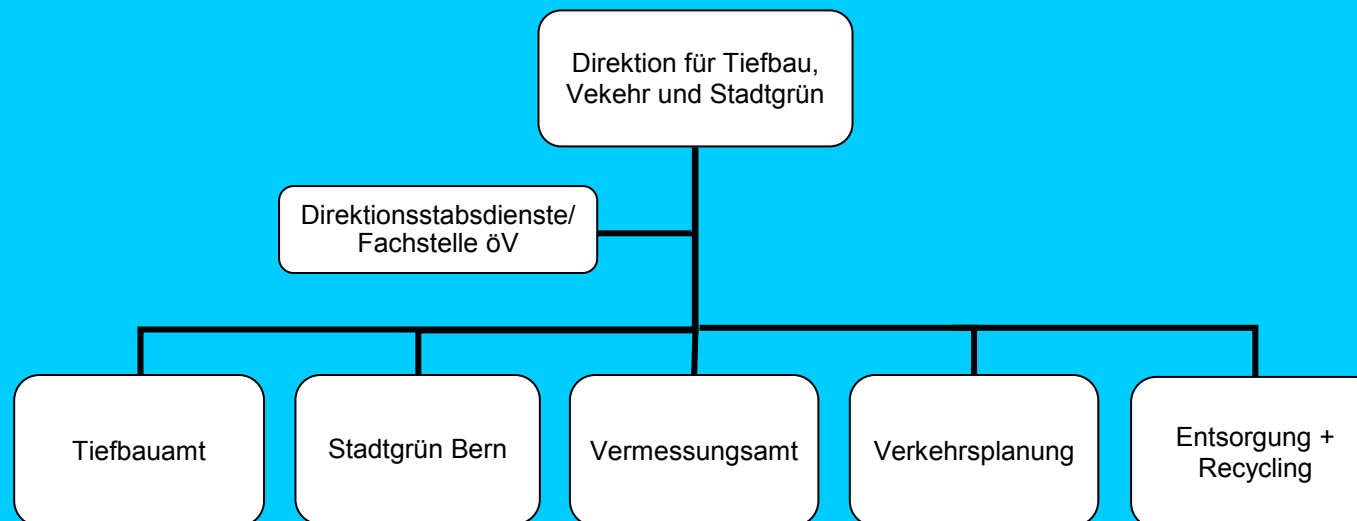 Direktion für Tiefbau,
Vekehr und Stadtgrün
Direktionsstabsdienste/
Fachstelle öV
Tiefbauamt
Stadtgrün Bern
Vermessungsamt
Verkehrsplanung
Entsorgung +
Recycling